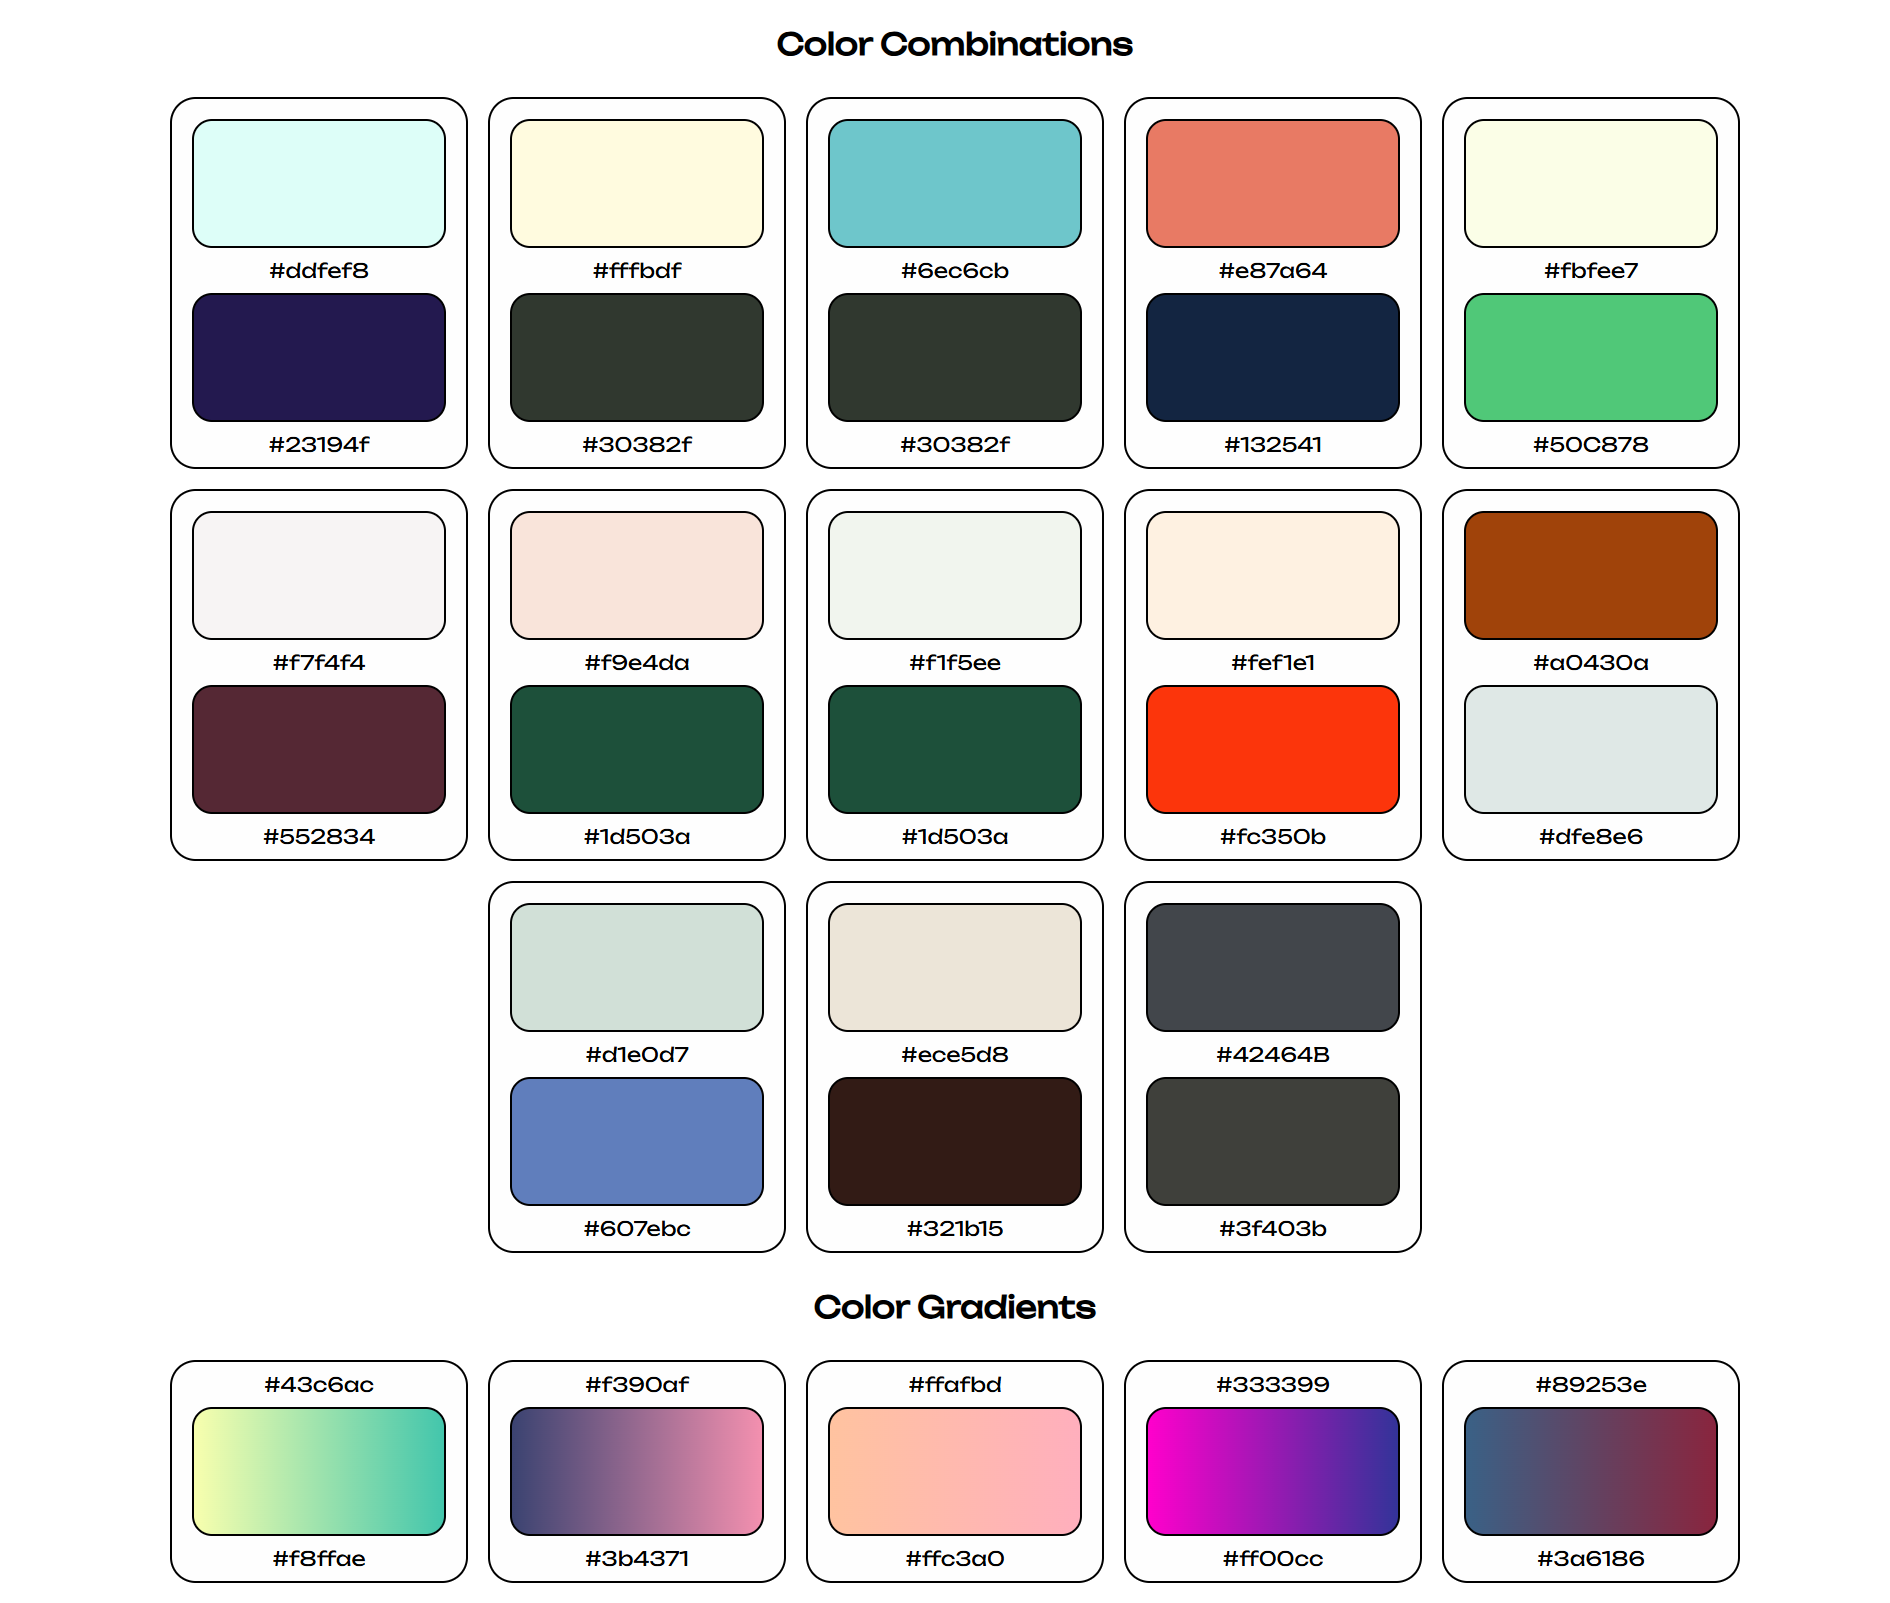 Color Combinations
#ddfef8
#fffbdf
#6ec6cb
#e87a64
#fbfee7
#23194f
#30382f
#30382f
#132541
#50C878
#f7f4f4
#f9e4da
#f1f5ee
#fef1e1
#a0430a
#552834
#1d503a
#1d503a
#fc350b
#dfe8e6
#d1e0d7
#ece5d8
#42464B
#607ebc
#321b15
#3f403b
Color Gradients
#43c6ac
#f390af
#ffafbd
#333399
#89253e
#f8ffae
#3b4371
#ffc3a0
#ff00cc
#3a6186